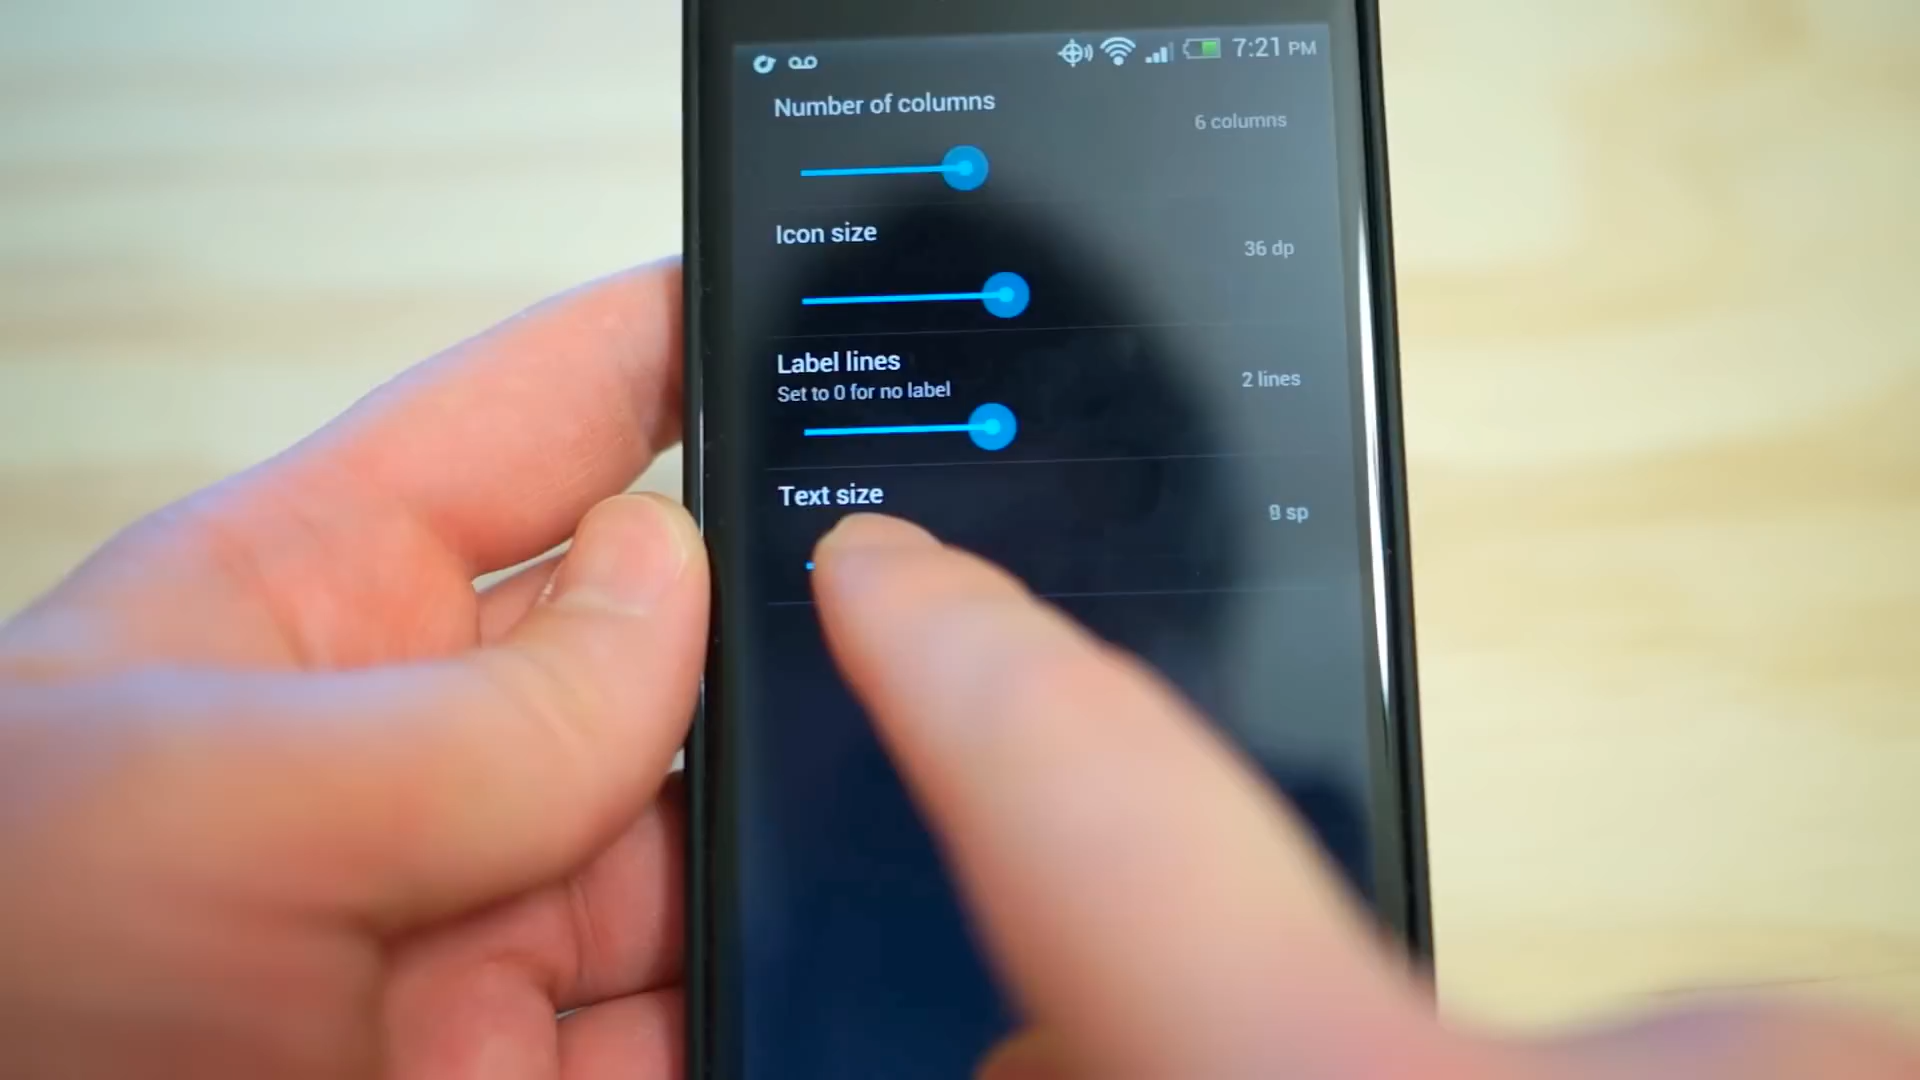 7:21 PM
Number of columns
6 columns
Icon size
36 dp
Label lines
Set to 0 for no label
2 lines
Text size
sp